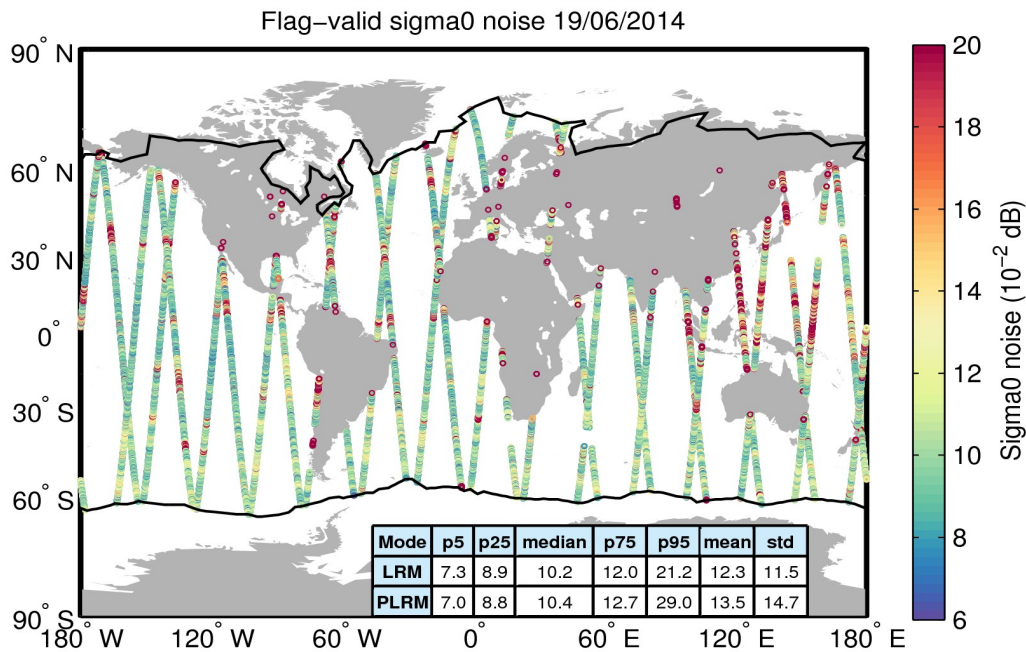 Flag−valid sigma0 noise 19/06/2014
90° N
60° N
30° N
0°
30° S
60° S
90° S
180° W
120° W
60° W
0°
60° E
120° E
180° E
Mode p5 p25 median p75 p95 mean std
LRM 7.3 8.9 10.2 12.0 21.2 12.3 11.5
PLRM 7.0 8.8 10.4 12.7 29.0 13.5 14.7
20
18
16
14
12
10
8
6
Sigma0 noise (10⁻² dB)